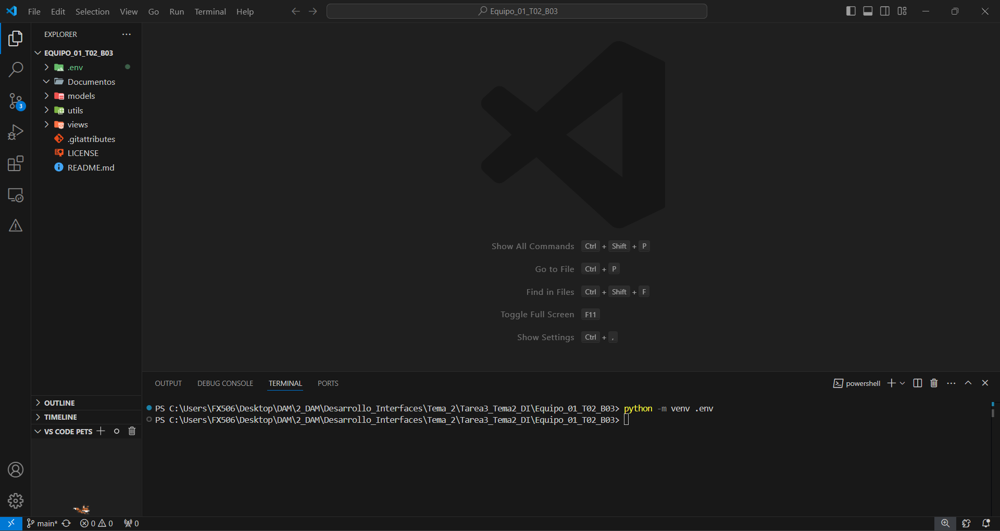 File Edit Selection View Go Run Terminal Help
Equipo_01_T02_B03
EXPLORER
EQUIPO_01_T02_B03
.env
Documentos
models
utils
views
.gitattributes
LICENSE
README.md
3
Show All Commands Ctrl + Shift + P
Go to File Ctrl + P
Find in Files Ctrl + Shift + F
Toggle Full Screen F11
Show Settings Ctrl + ,
OUTPUT DEBUG CONSOLE TERMINAL PORTS
powershell
PS C:\Users\FX506\Desktop\DAM\2_DAM\Desarrollo_Interfaces\Tema_2\Tarea3_Tema2_DI\Equipo_01_T02_B03> python -m venv .env
PS C:\Users\FX506\Desktop\DAM\2_DAM\Desarrollo_Interfaces\Tema_2\Tarea3_Tema2_DI\Equipo_01_T02_B03>
OUTLINE
TIMELINE
VS CODE PETS
main* 0 0 0